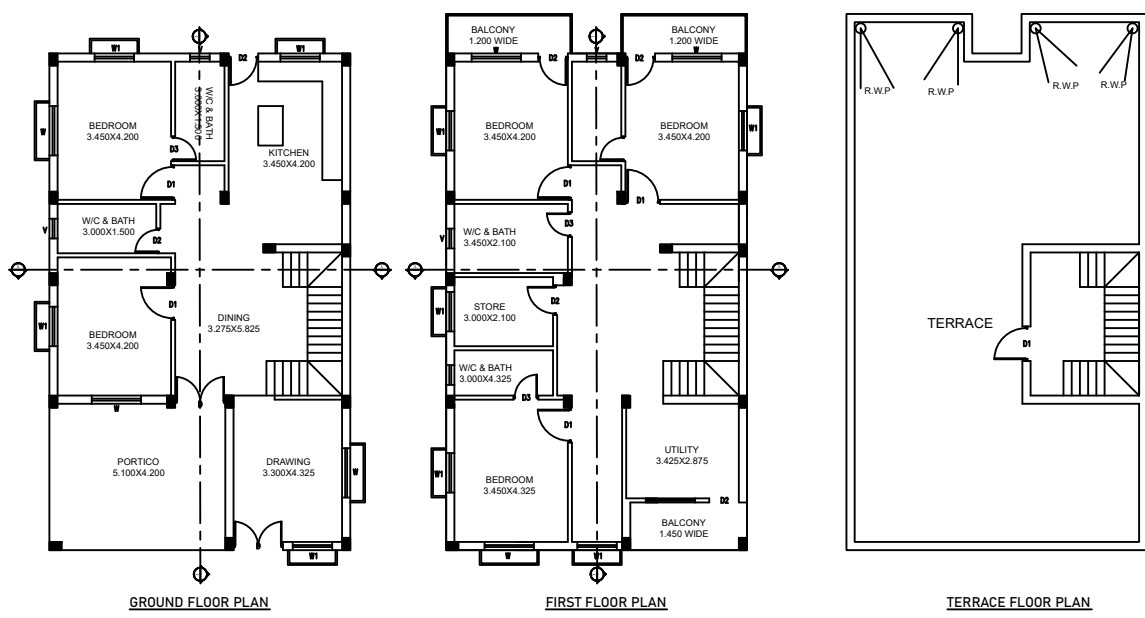 W1
V
W1
D2
W
BEDROOM
3.450X4.200
W/C & BATH
3.000X1.500
D3
KITCHEN
3.450X4.200
D1
W/C & BATH
3.000X1.500
V
D2
W1
D1
BEDROOM
3.450X4.200
DINING
3.275X5.825
W
D
PORTICO
5.100X4.200
DRAWING
3.300X4.325
W
D
W1
GROUND FLOOR PLAN
BALCONY
1.200 WIDE
W
D2
BALCONY
1.200 WIDE
W
D2
W1
BEDROOM
3.450X4.200
BEDROOM
3.450X4.200
W1
D1
D1
W/C & BATH
3.450X2.100
V
D3
W1
STORE
3.000X2.100
D2
W/C & BATH
3.000X4.325
D3
D1
W1
BEDROOM
3.450X4.325
UTILITY
3.425X2.875
D2
BALCONY
1.450 WIDE
W
W1
FIRST FLOOR PLAN
R.W.P
R.W.P
R.W.P
R.W.P
TERRACE
D1
TERRACE FLOOR PLAN